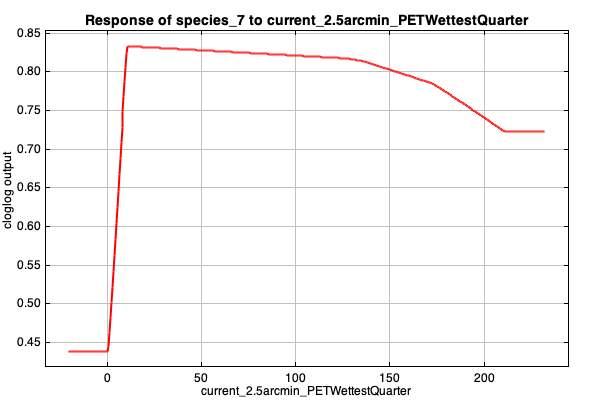 Response of species_7 to current_2.5arcmin_PETWettestQuarter
0.85
0.80
0.75
0.70
0.65
0.60
0.55
0.50
0.45
cloglog output
0 50 100 150 200
current_2.5arcmin_PETWettestQuarter